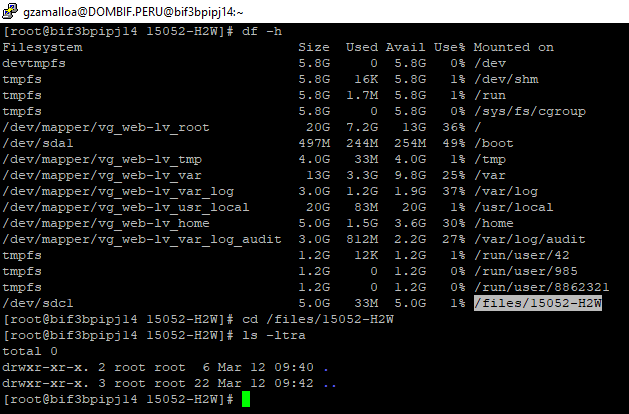 gzamalloa@DOMBIF.PERU@bif3bpipj14:~
[root@bif3bpipj14 15052-H2W]# df -h
Filesystem                        Size  Used Avail Use% Mounted on
devtmpfs                          5.8G     0  5.8G   0% /dev
tmpfs                             5.8G   16K  5.8G   1% /dev/shm
tmpfs                             5.8G  1.7M  5.8G   1% /run
tmpfs                             5.8G     0  5.8G   0% /sys/fs/cgroup
/dev/mapper/vg_web-lv_root         20G  7.2G   13G  36% /
/dev/sda1                         497M  244M  254M  49% /boot
/dev/mapper/vg_web-lv_tmp         4.0G   33M  4.0G   1% /tmp
/dev/mapper/vg_web-lv_var          13G  3.3G  9.8G  25% /var
/dev/mapper/vg_web-lv_var_log     3.0G  1.2G  1.9G  37% /var/log
/dev/mapper/vg_web-lv_usr_local    20G   83M   20G   1% /usr/local
/dev/mapper/vg_web-lv_home        5.0G  1.5G  3.6G  30% /home
/dev/mapper/vg_web-lv_var_log_audit  3.0G  812M  2.2G  27% /var/log/audit
tmpfs                             1.2G   12K  1.2G   1% /run/user/42
tmpfs                             1.2G     0  1.2G   0% /run/user/985
tmpfs                             1.2G     0  1.2G   0% /run/user/8862321
/dev/sdc1                         5.0G   33M  5.0G   1% /files/15052-H2W
[root@bif3bpipj14 15052-H2W]# cd /files/15052-H2W
[root@bif3bpipj14 15052-H2W]# ls -ltra
total 0
drwxr-xr-x. 2 root root  6 Mar 12 09:40 .
drwxr-xr-x. 3 root root 22 Mar 12 09:42 ..
[root@bif3bpipj14 15052-H2W]#